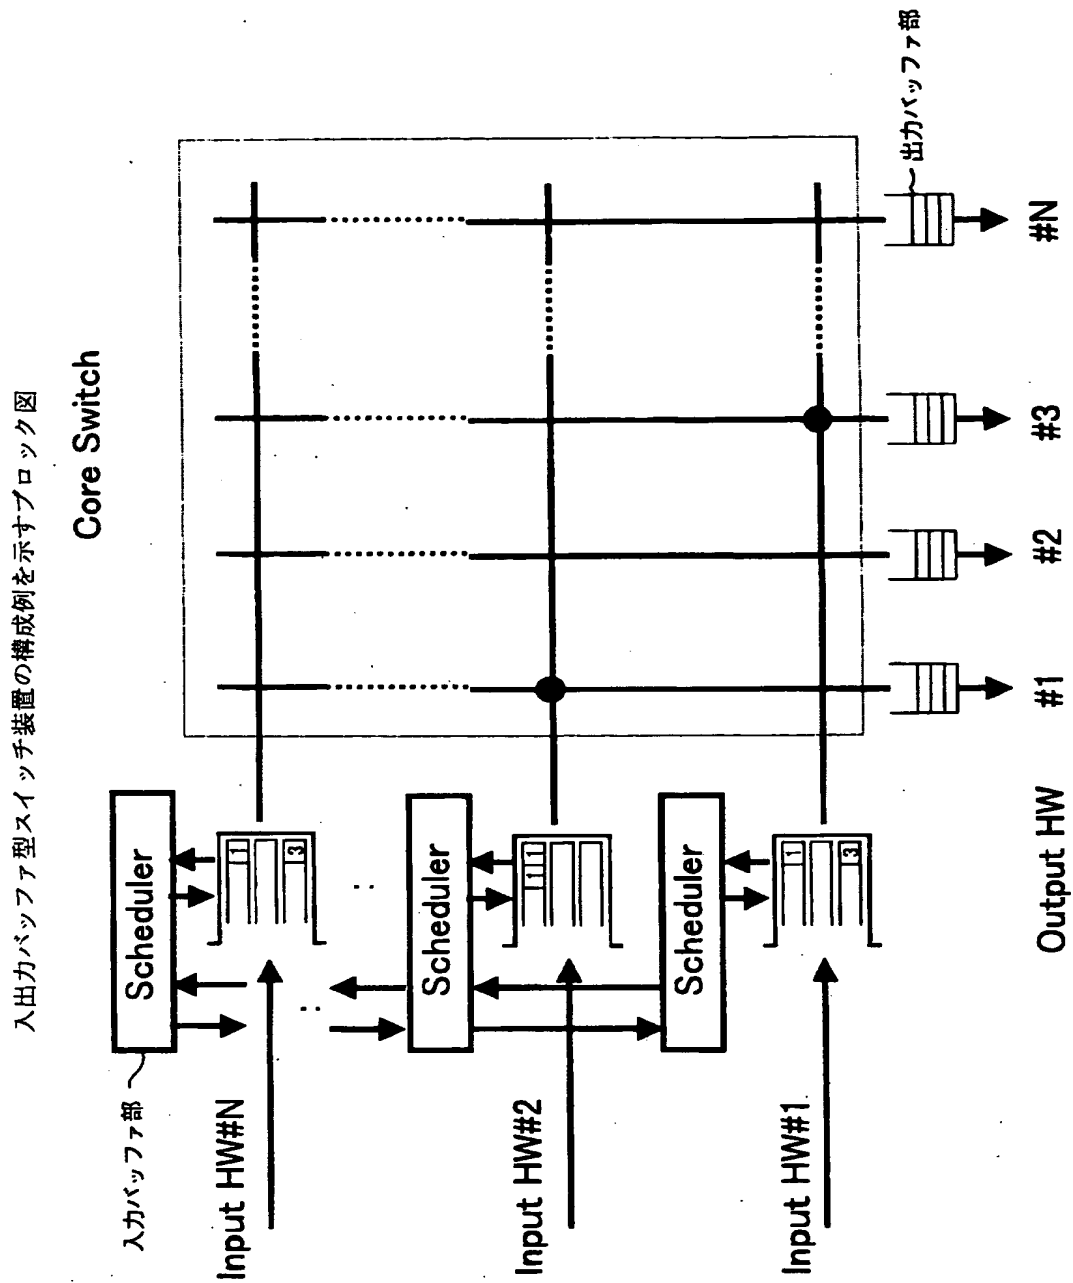 入出力バッファ型スイッチ装置の構成例を示すブロック図
Core Switch
入力バッファ部
Scheduler
Input HW#N
1
3
:
:
Scheduler
Input HW#2
1 1
Scheduler
Input HW#1
1
3
出力バッファ部
Output HW
#1
#2
#3
#N